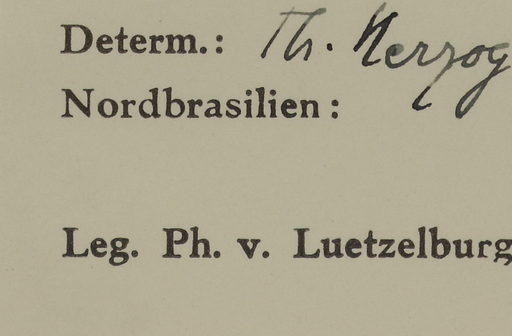 Determ.: Th. Herzog
Nordbrasilien:
Leg. Ph. v. Luetzelburg